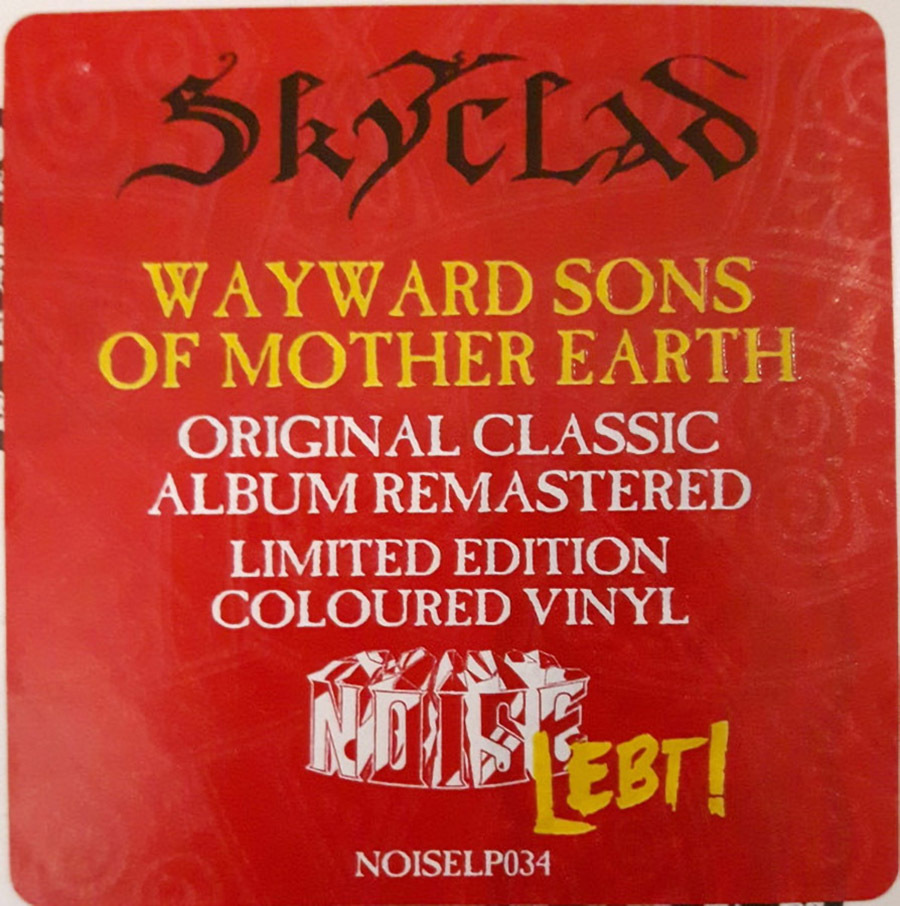 SKYCLAD
WAYWARD SONS
OF MOTHER EARTH
ORIGINAL CLASSIC
ALBUM REMASTERED
LIMITED EDITION
COLOURED VINYL
NOISE
LEBT!
NOISELP034